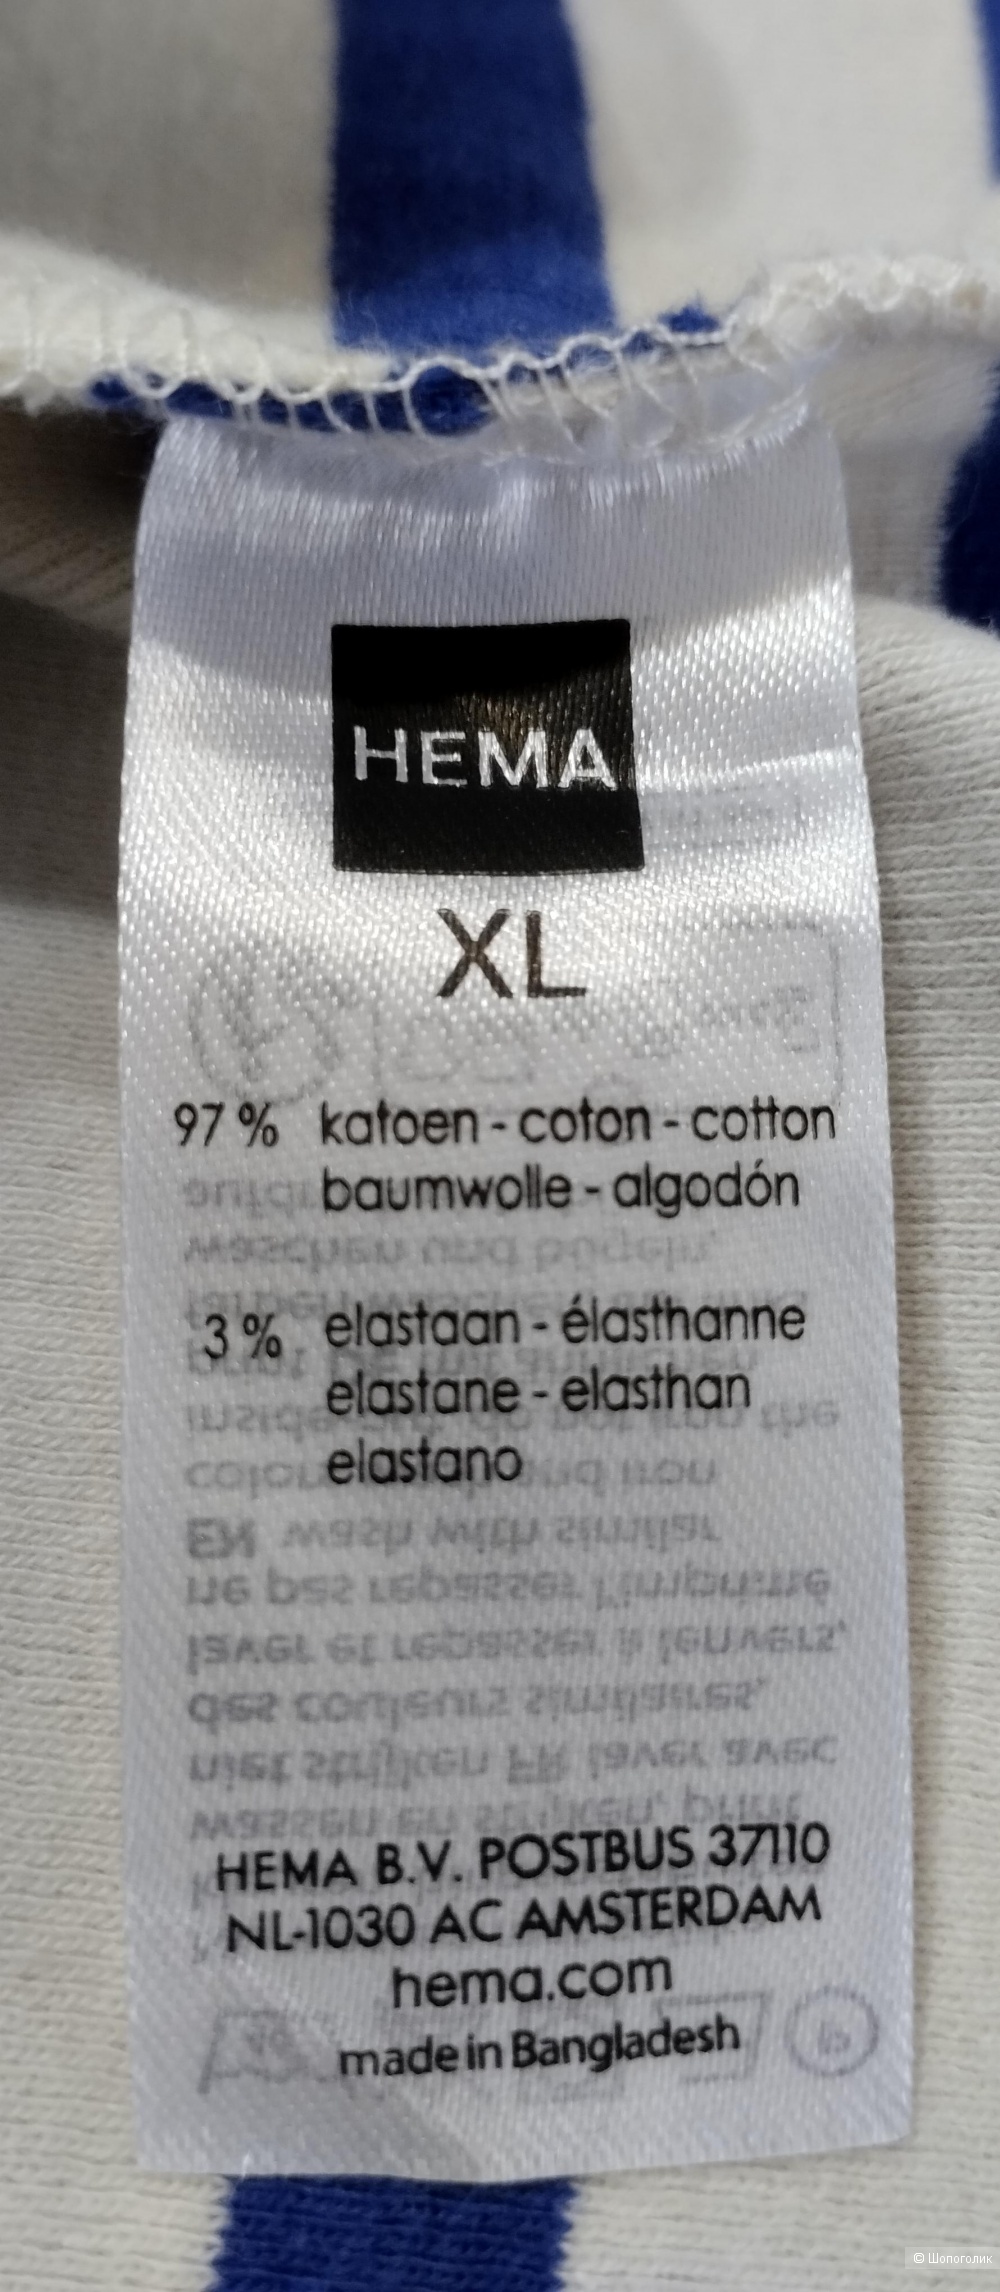 HEMA
XL
97 % katoen - coton - cotton
baumwolle - algodón
3 % elastaan - élasthanne
elastane - elasthan
elastano
HEMA B.V. POSTBUS 37110
NL-1030 AC AMSTERDAM
hema.com
made in Bangladesh
© Шопоголик